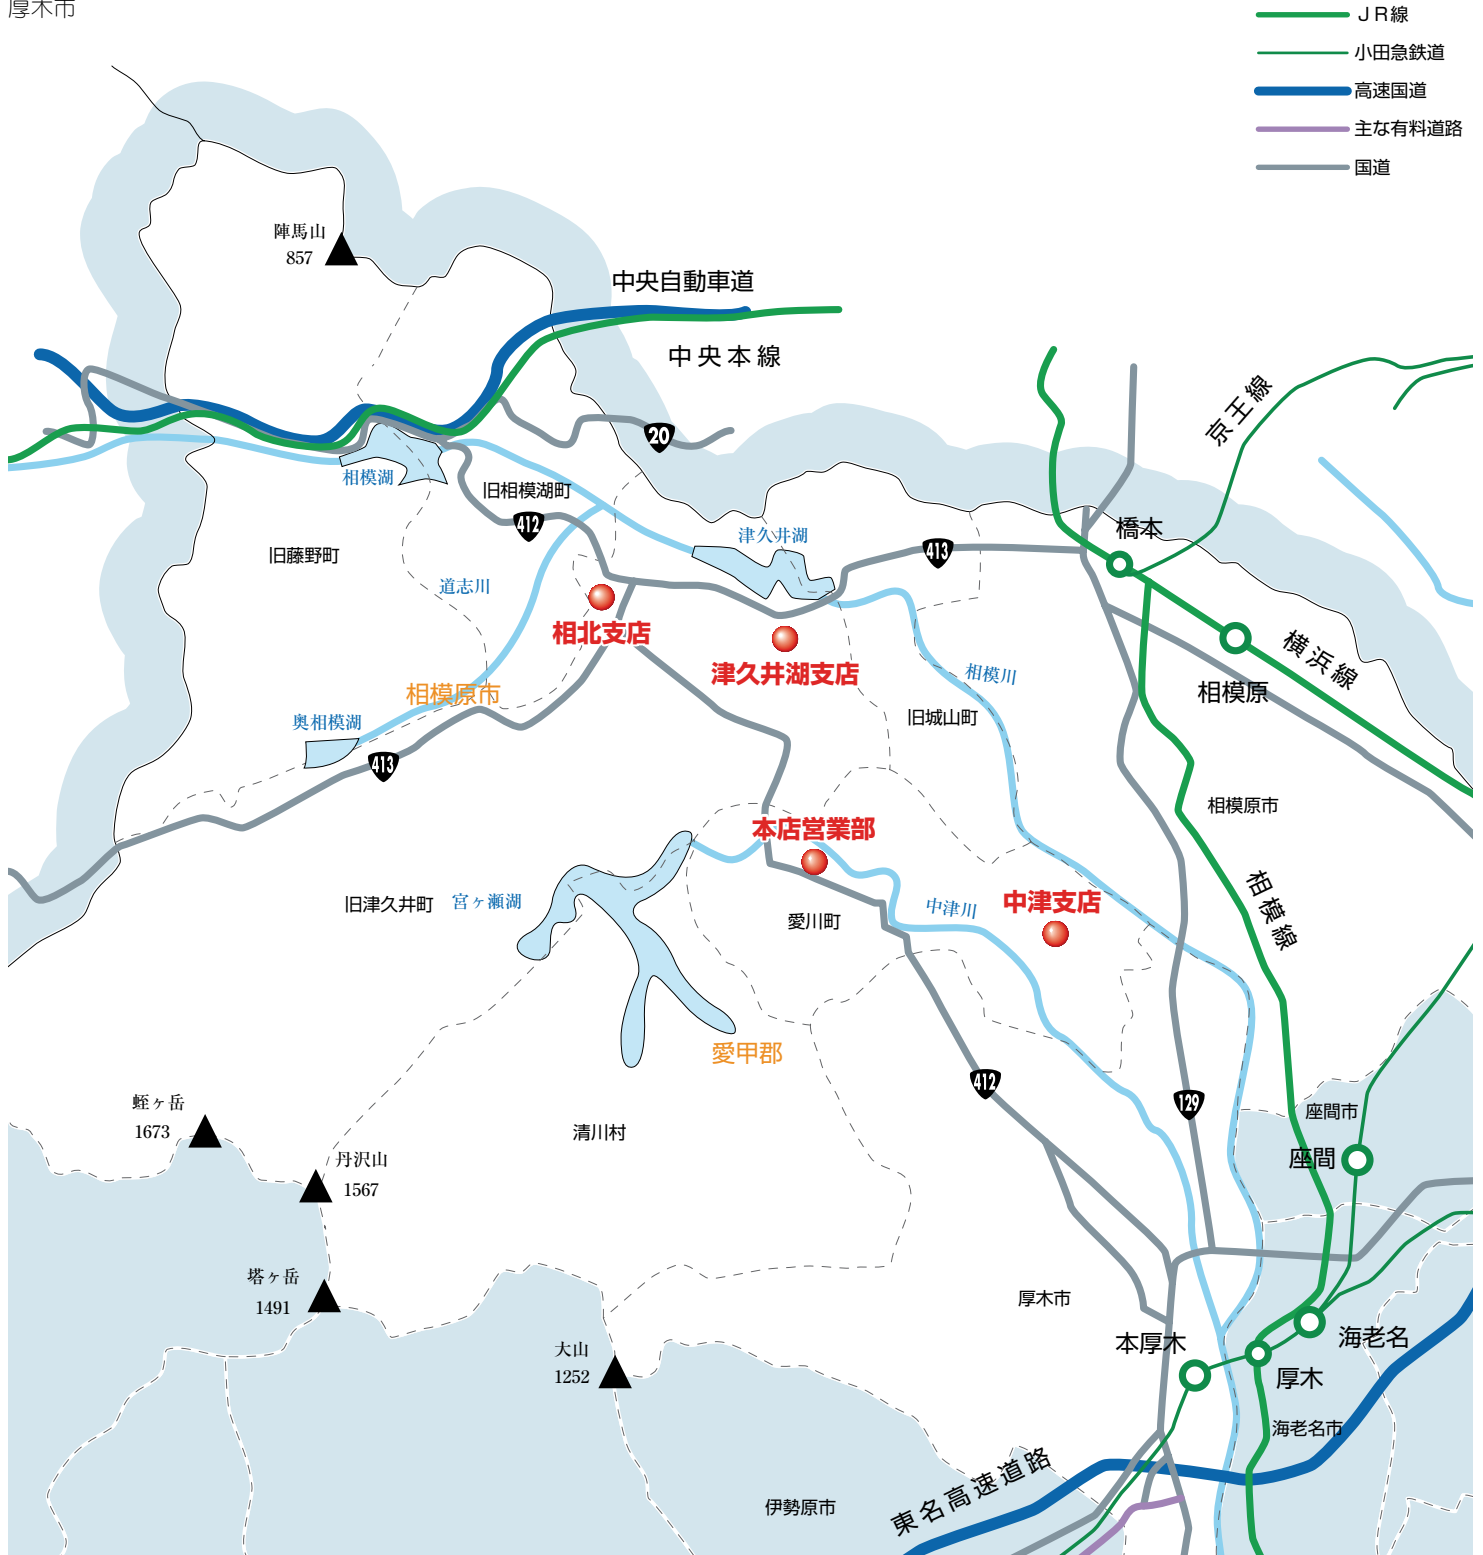 厚木市
ＪＲ線
小田急鉄道
高速国道
主な有料道路
国道
陣馬山
857
中央自動車道
中央本線
京王線
20
相模湖
旧相模湖町
412
津久井湖
413
橋本
旧藤野町
道志川
相北支店
津久井湖支店
横浜線
相模川
相模原
相模原市
奥相模湖
旧城山町
413
相模原市
本店営業部
相模線
旧津久井町
宮ヶ瀬湖
愛川町
中津川
中津支店
愛甲郡
412
129
蛭ヶ岳
1673
座間市
清川村
丹沢山
1567
座間
塔ヶ岳
1491
厚木市
大山
1252
本厚木
海老名
厚木
海老名市
東名高速道路
伊勢原市